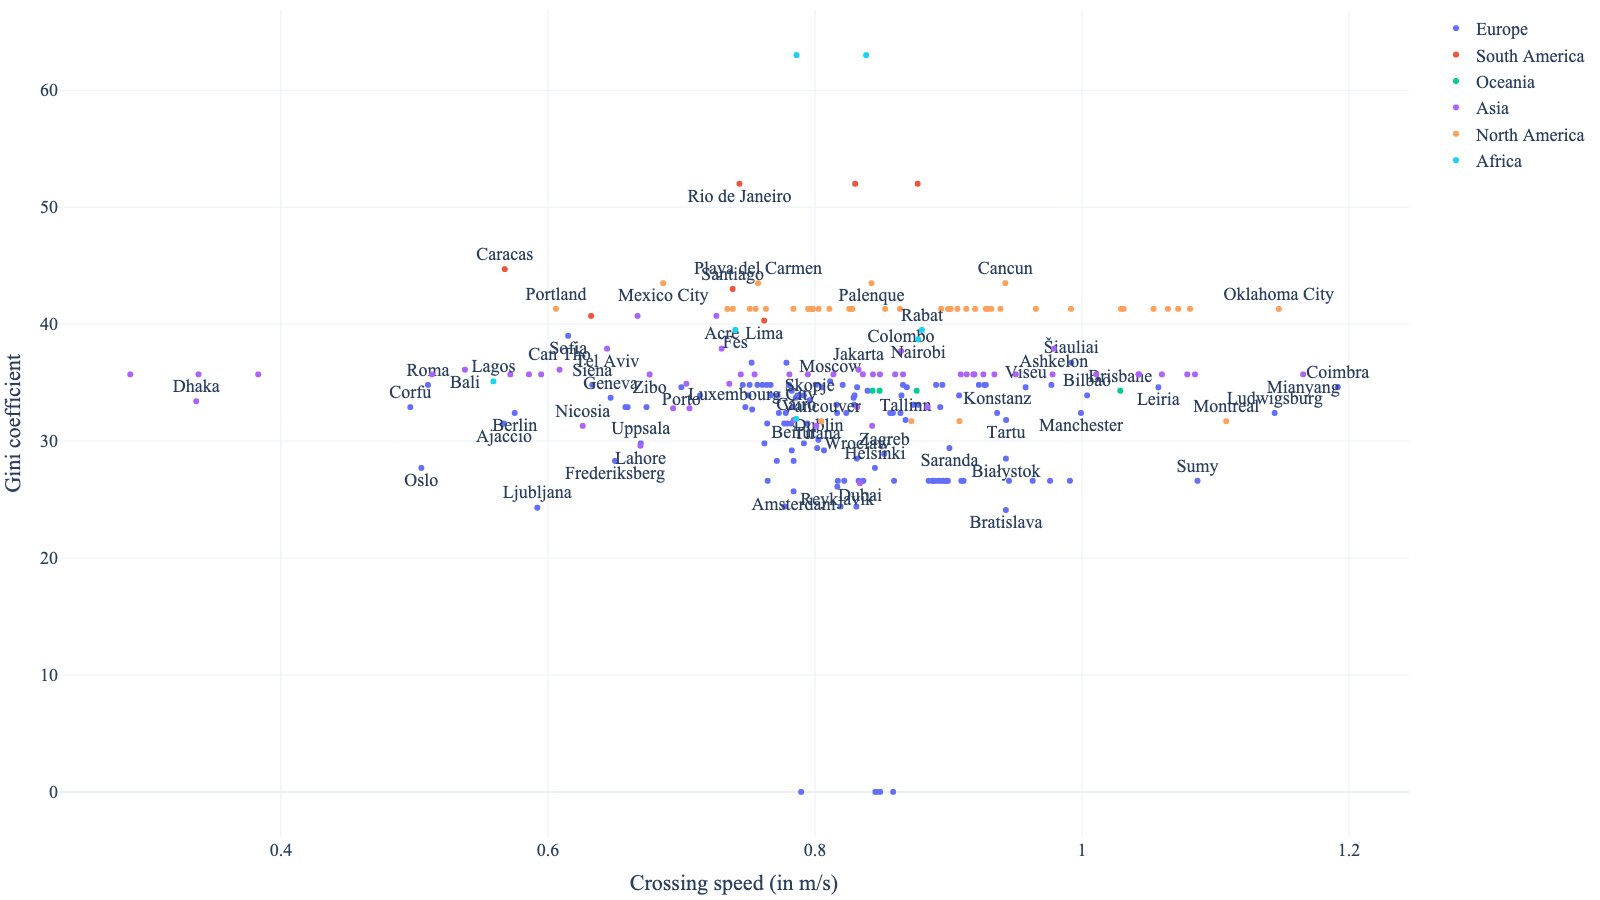 Europe
South America
Oceania
Asia
North America
Africa
60
50
40
30
20
10
0
Gini coefficient
0.4
0.6
0.8
1
1.2
Crossing speed (in m/s)
Rio de Janeiro
Caracas
Playa del Carmen
Santiago
Cancun
Portland
Mexico City
Palenque
Oklahoma City
Rabat
Acre
Lima
Fes
Colombo
Nairobi
Sofia
Can Tho
Tel Aviv
Jakarta
Šiauliai
Ashkelon
Roma
Lagos
Siena
Moscow
Viseu
Bilbao
Brisbane
Coimbra
Dhaka
Bali
Geneva
Zibo
Skopje
Mianyang
Corfu
Porto
Luxembourg City
Cairo
Vancouver
Tallinn
Konstanz
Leiria
Montreal
Ludwigsburg
Nicosia
Berlin
Ajaccio
Uppsala
Bern
Dublin
Tirana
Wroclaw
Zagreb
Tartu
Manchester
Lahore
Frederiksberg
Helsinki
Saranda
Białystok
Sumy
Oslo
Ljubljana
Amsterdam
Reykjavik
Dubai
Bratislava